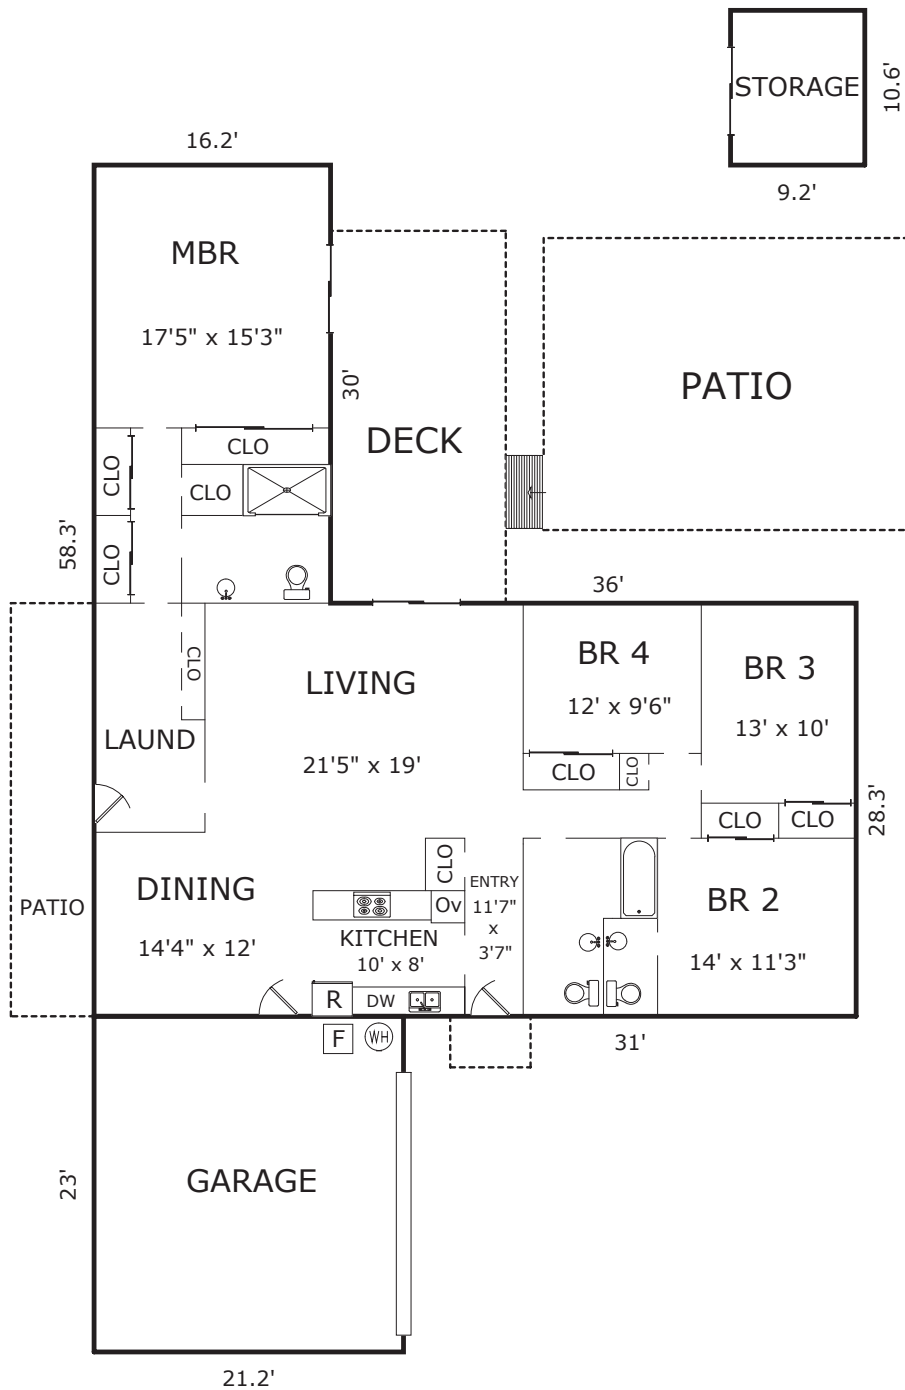 STORAGE
10.6'
9.2'
16.2'
MBR
17'5" x 15'3"
30'
DECK
PATIO
CLO
CLO
CLO
CLO
58.3'
36'
CLO
LAUND
LIVING
21'5" x 19'
BR 4
12' x 9'6"
CLO
CLO
BR 3
13' x 10'
CLO
CLO
28.3'
PATIO
DINING
14'4" x 12'
CLO
Ov
KITCHEN
10' x 8'
ENTRY
11'7"
x
3'7"
BR 2
14' x 11'3"
R
DW
F
WH
31'
GARAGE
23'
21.2'